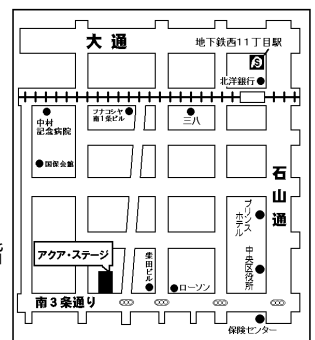 大通
地下鉄西11丁目駅
S
北洋銀行
中村
記念病院
フナコシヤ
南1条ビル
三八
国保会館
石山通
プリンス
ホテル
中央区役所
アクア・ステージ
柴田ビル
ローソン
南3条通り
保険センター